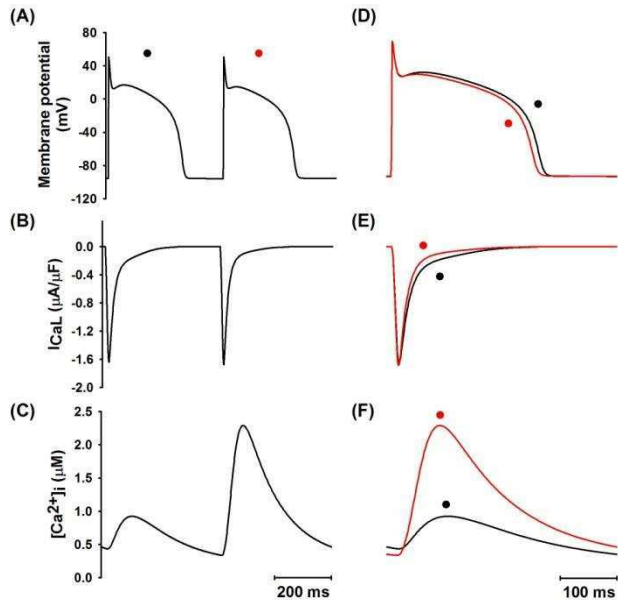 (A)
Membrane potential
(mV)
80
40
0
-40
-80
-120
(D)
(B)
ICaL (µA/µF)
0.0
-0.4
-0.8
-1.2
-1.6
-2.0
(E)
(C)
[Ca2+]i (µM)
2.5
2.0
1.5
1.0
0.5
0.0
200 ms
(F)
100 ms